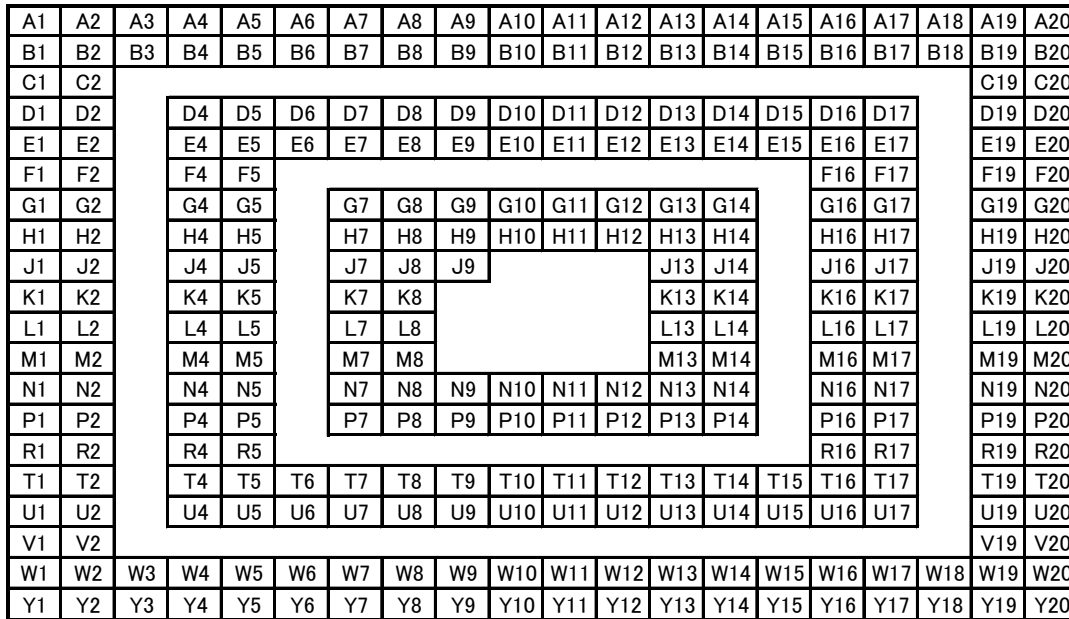 A1 A2 A3 A4 A5 A6 A7 A8 A9 A10 A11 A12 A13 A14 A15 A16 A17 A18 A19 A20
B1 B2 B3 B4 B5 B6 B7 B8 B9 B10 B11 B12 B13 B14 B15 B16 B17 B18 B19 B20
C1 C2 C19 C20
D1 D2 D4 D5 D6 D7 D8 D9 D10 D11 D12 D13 D14 D15 D16 D17 D19 D20
E1 E2 E4 E5 E6 E7 E8 E9 E10 E11 E12 E13 E14 E15 E16 E17 E19 E20
F1 F2 F4 F5 F16 F17 F19 F20
G1 G2 G4 G5 G7 G8 G9 G10 G11 G12 G13 G14 G16 G17 G19 G20
H1 H2 H4 H5 H7 H8 H9 H10 H11 H12 H13 H14 H16 H17 H19 H20
J1 J2 J4 J5 J7 J8 J9 J13 J14 J16 J17 J19 J20
K1 K2 K4 K5 K7 K8 K13 K14 K16 K17 K19 K20
L1 L2 L4 L5 L7 L8 L13 L14 L16 L17 L19 L20
M1 M2 M4 M5 M7 M8 M13 M14 M16 M17 M19 M20
N1 N2 N4 N5 N7 N8 N9 N10 N11 N12 N13 N14 N16 N17 N19 N20
P1 P2 P4 P5 P7 P8 P9 P10 P11 P12 P13 P14 P16 P17 P19 P20
R1 R2 R4 R5 R16 R17 R19 R20
T1 T2 T4 T5 T6 T7 T8 T9 T10 T11 T12 T13 T14 T15 T16 T17 T19 T20
U1 U2 U4 U5 U6 U7 U8 U9 U10 U11 U12 U13 U14 U15 U16 U17 U19 U20
V1 V2 V19 V20
W1 W2 W3 W4 W5 W6 W7 W8 W9 W10 W11 W12 W13 W14 W15 W16 W17 W18 W19 W20
Y1 Y2 Y3 Y4 Y5 Y6 Y7 Y8 Y9 Y10 Y11 Y12 Y13 Y14 Y15 Y16 Y17 Y18 Y19 Y20